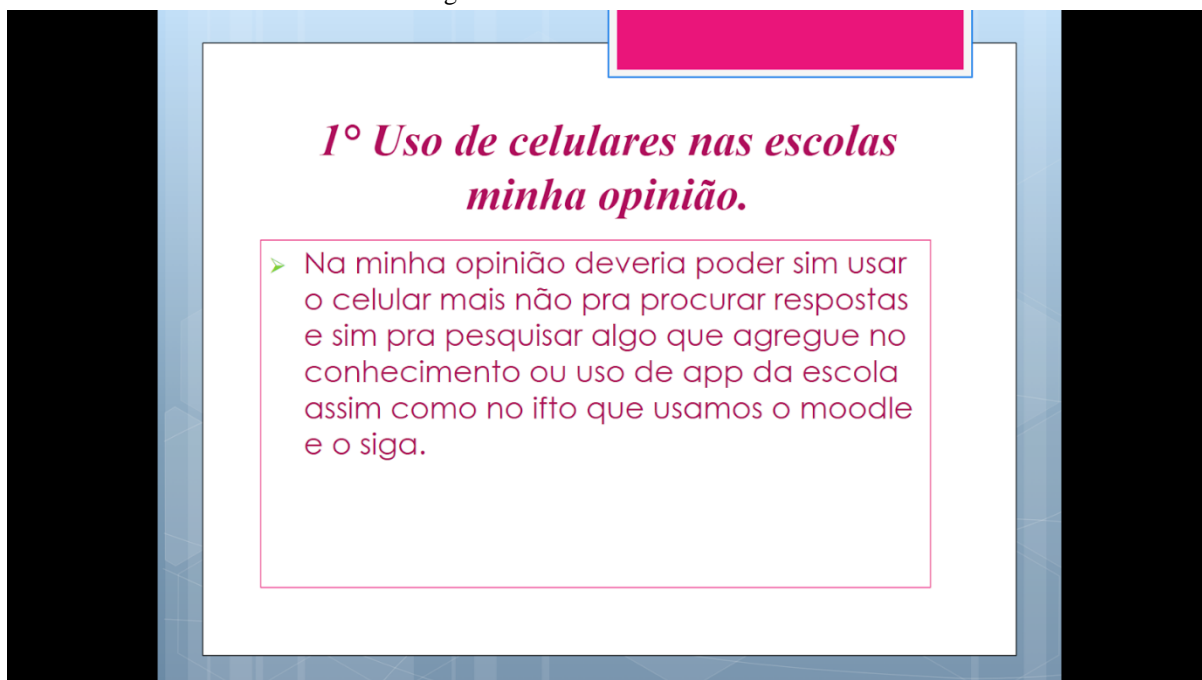 1° Uso de celulares nas escolas
minha opinião.
Na minha opinião deveria poder sim usar
o celular mais não pra procurar respostas
e sim pra pesquisar algo que agregue no
conhecimento ou uso de app da escola
assim como no ifto que usamos o moodle
e o siga.